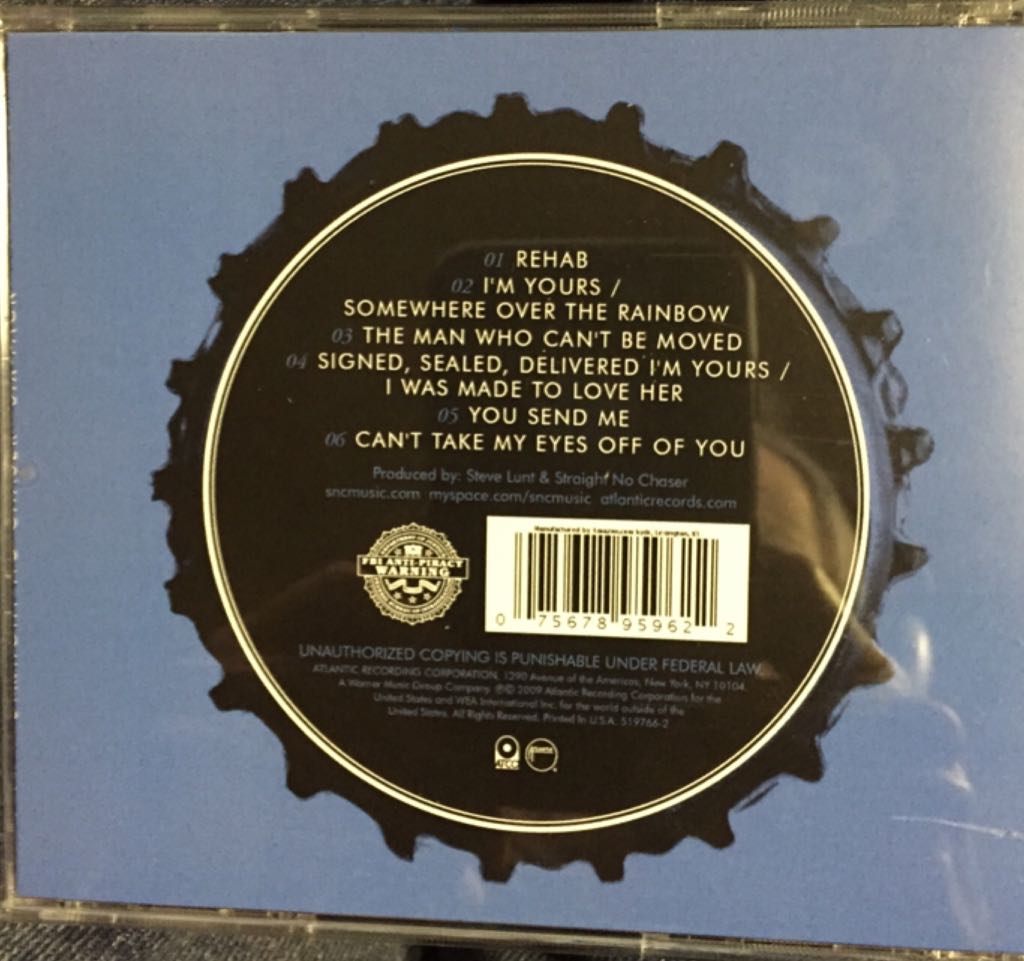 01 REHAB
02 I'M YOURS /
SOMEWHERE OVER THE RAINBOW
03 THE MAN WHO CAN'T BE MOVED
04 SIGNED, SEALED, DELIVERED I'M YOURS /
I WAS MADE TO LOVE HER
05 YOU SEND ME
06 CAN'T TAKE MY EYES OFF OF YOU
Produced by: Steve Lunt & Straight No Chaser
sncmusic.com myspace.com/sncmusic atlanticrecords.com
FBI ANTI-PIRACY
WARNING
0 75678 95962 2
UNAUTHORIZED COPYING IS PUNISHABLE UNDER FEDERAL LAW.
ATLANTIC RECORDING CORPORATION, 1290 Avenue of the Americas, New York, NY 10104.
A Warner Music Group Company. ℗© 2009 Atlantic Recording Corporation for the
United States and WEA International Inc. for the world outside of the
United States. All Rights Reserved. Printed in U.S.A. 519766-2
ATCO